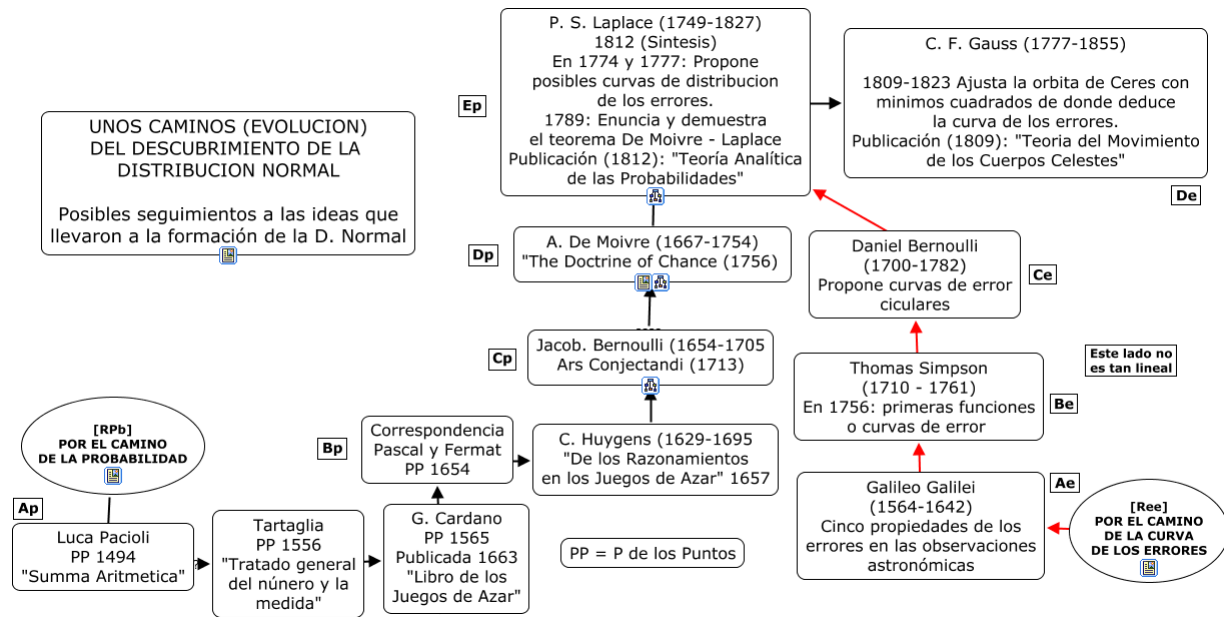 UNOS CAMINOS (EVOLUCION)
DEL DESCUBRIMIENTO DE LA
DISTRIBUCION NORMAL
Posibles seguimientos a las ideas que
llevaron a la formación de la D. Normal
Ep
P. S. Laplace (1749-1827)
1812 (Sintesis)
En 1774 y 1777: Propone
posibles curvas de distribucion
de los errores.
1789: Enuncia y demuestra
el teorema De Moivre - Laplace
Publicación (1812): "Teoría Analítica
de las Probabilidades"
C. F. Gauss (1777-1855)
1809-1823 Ajusta la orbita de Ceres con
minimos cuadrados de donde deduce
la curva de los errores.
Publicación (1809): "Teoria del Movimiento
de los Cuerpos Celestes"
De
Dp
A. De Moivre (1667-1754)
"The Doctrine of Chance (1756)
Daniel Bernoulli
(1700-1782)
Propone curvas de error
ciculares
Ce
Cp
Jacob. Bernoulli (1654-1705
Ars Conjectandi (1713)
Thomas Simpson
(1710 - 1761)
En 1756: primeras funciones
o curvas de error
Este lado no
es tan lineal
Be
[RPb]
POR EL CAMINO
DE LA PROBABILIDAD
Bp
Correspondencia
Pascal y Fermat
PP 1654
C. Huygens (1629-1695
"De los Razonamientos
en los Juegos de Azar" 1657
Galileo Galilei
(1564-1642)
Cinco propiedades de los
errores en las observaciones
astronómicas
Ae
[Ree]
POR EL CAMINO
DE LA CURVA
DE LOS ERRORES
Ap
Luca Pacioli
PP 1494
"Summa Aritmetica"
Tartaglia
PP 1556
"Tratado general
del núnero y la
medida"
G. Cardano
PP 1565
Publicada 1663
"Libro de los
Juegos de Azar"
PP = P de los Puntos